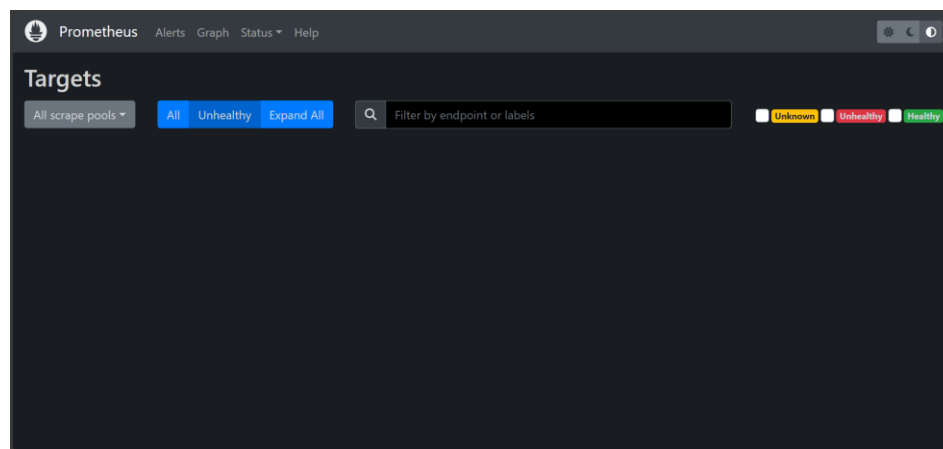 Prometheus Alerts Graph Status Help
Targets
All scrape pools All Unhealthy Expand All Filter by endpoint or labels Unknown Unhealthy Healthy